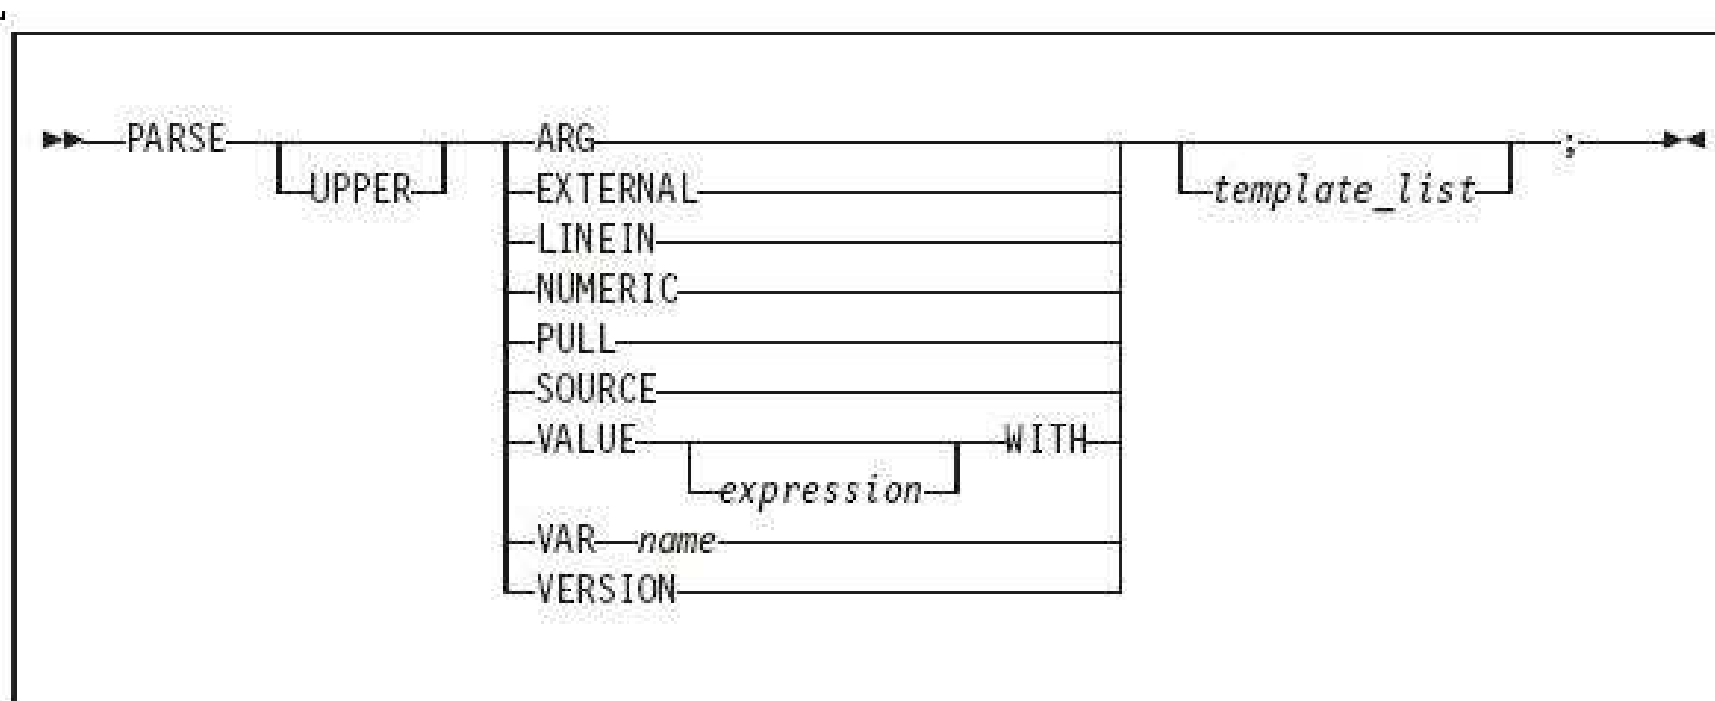 PARSE ARG ;
UPPER EXTERNAL template_list
LINEIN
NUMERIC
PULL
SOURCE
VALUE WITH
expression
VAR name
VERSION